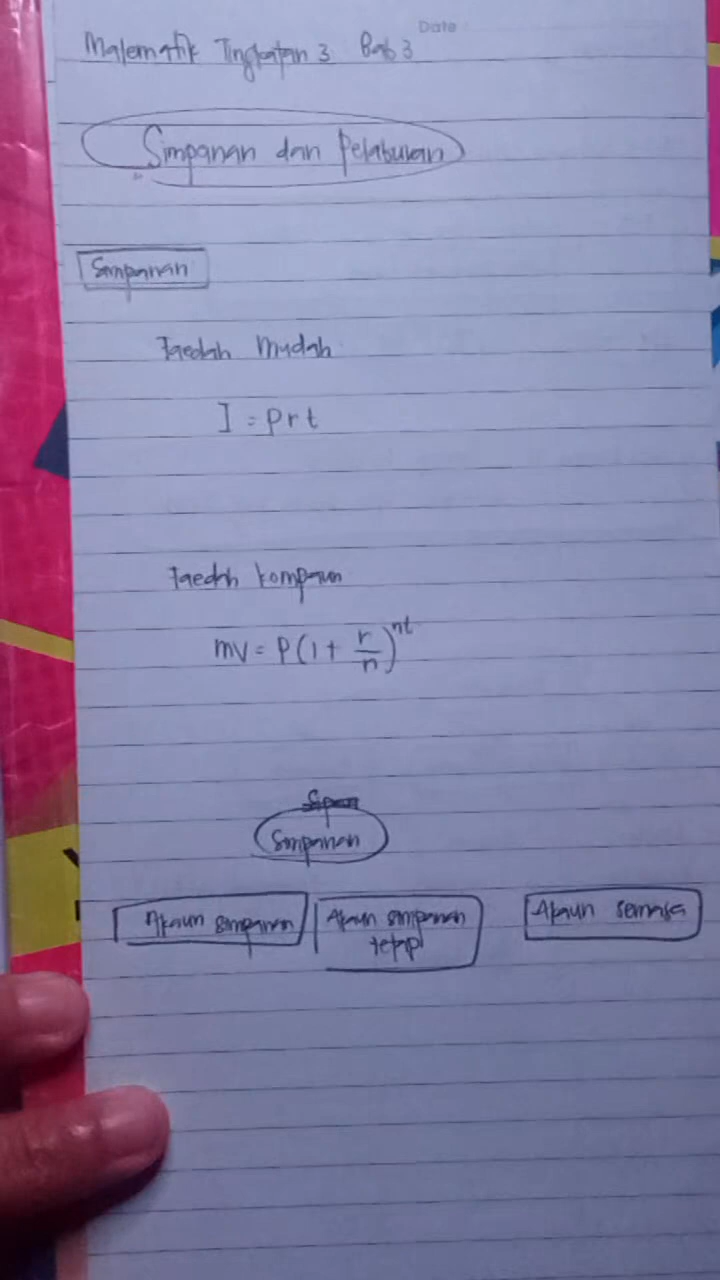 Date
Matematik Tingkatan 3 Bab 3
Simpanan dan Pelaburan
Simpanan
Faedah Mudah
I = prt
Faedah kompaun
mv = P(1 + r/n)^nt
Simpanan
Akaun simpanan
Akaun simpanan tetap
Akaun semasa